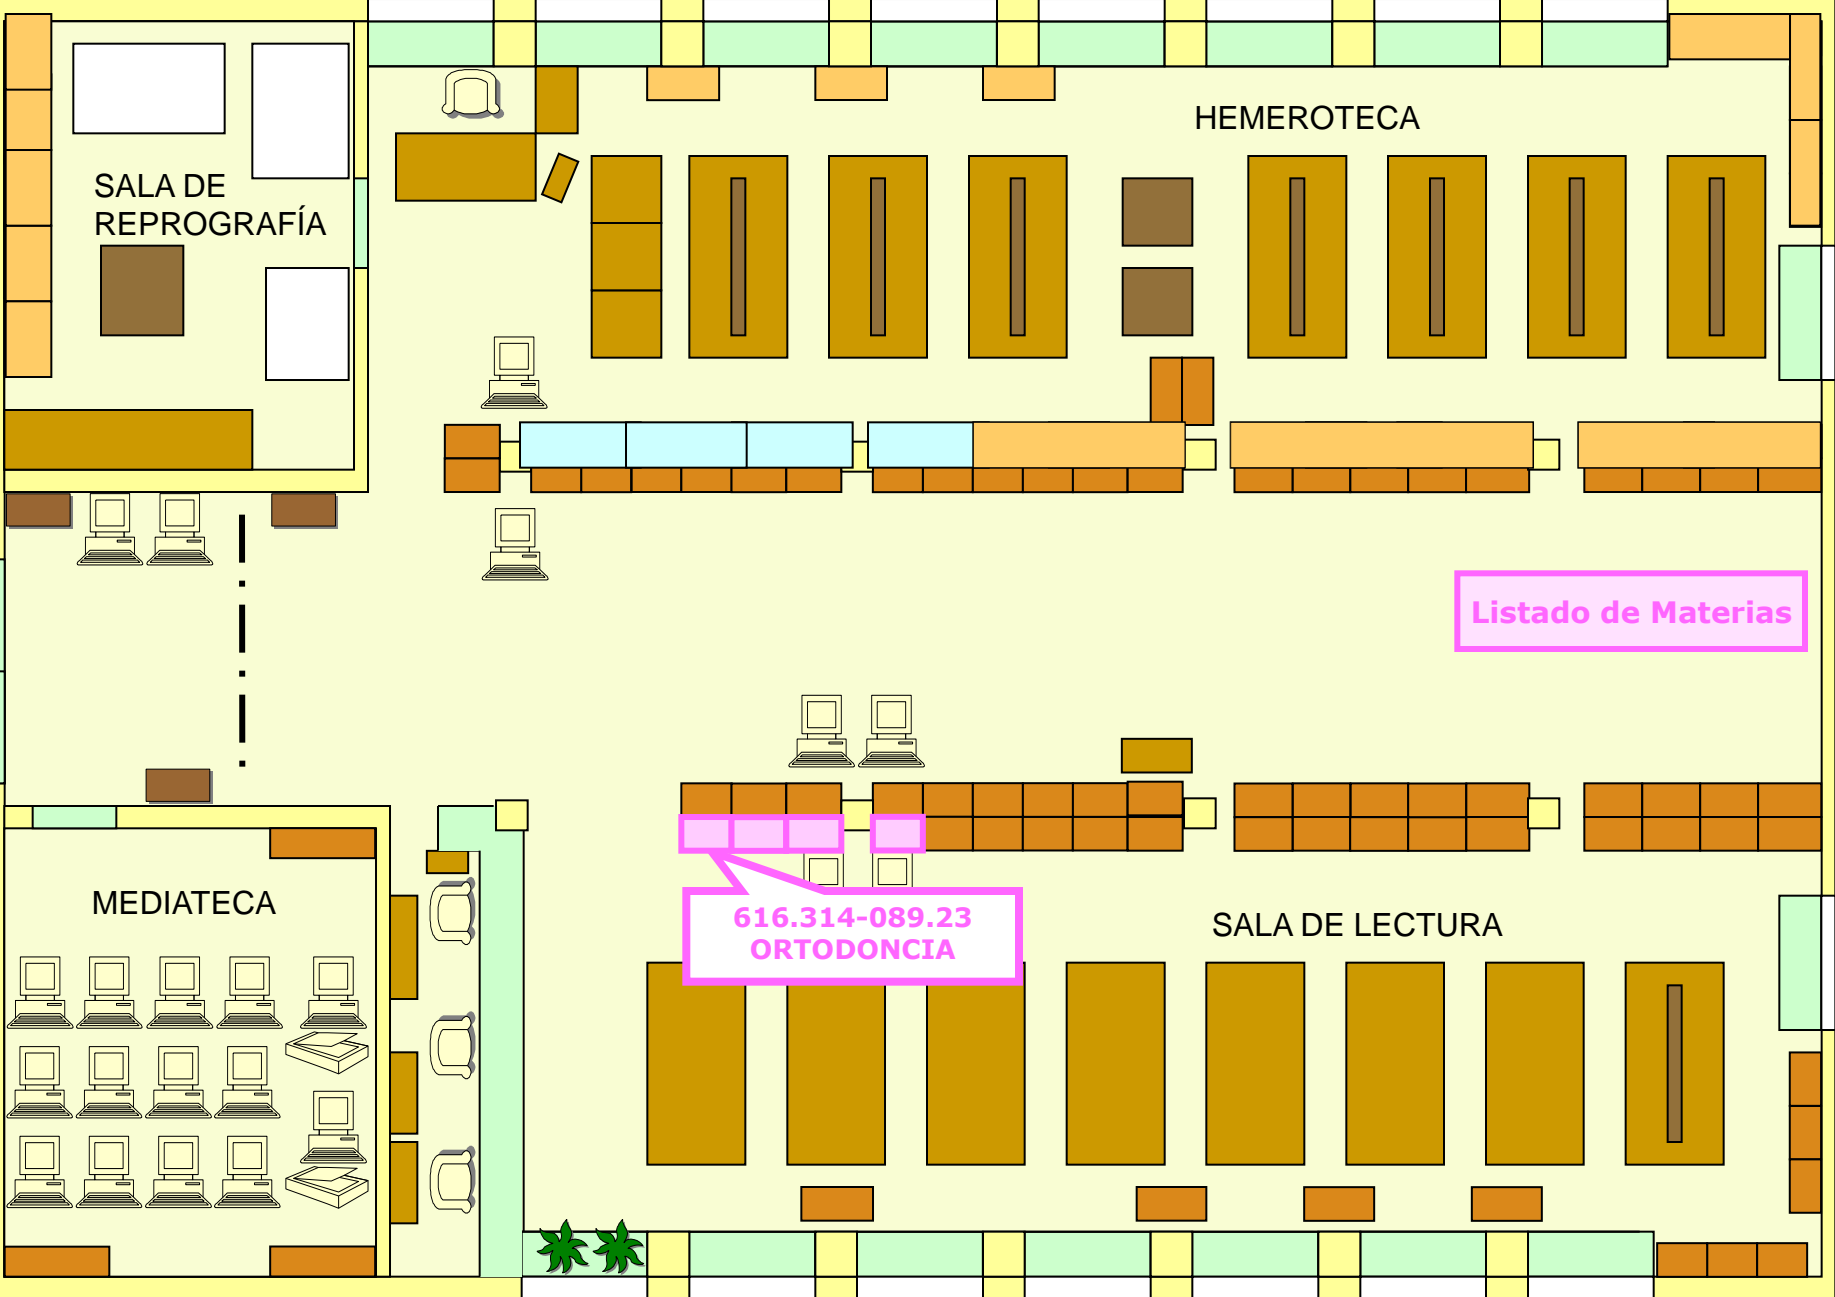 HEMEROTECA
SALA DE
REPROGRAFÍA
Listado de Materias
MEDIATECA
616.314-089.23
ORTODONCIA
SALA DE LECTURA